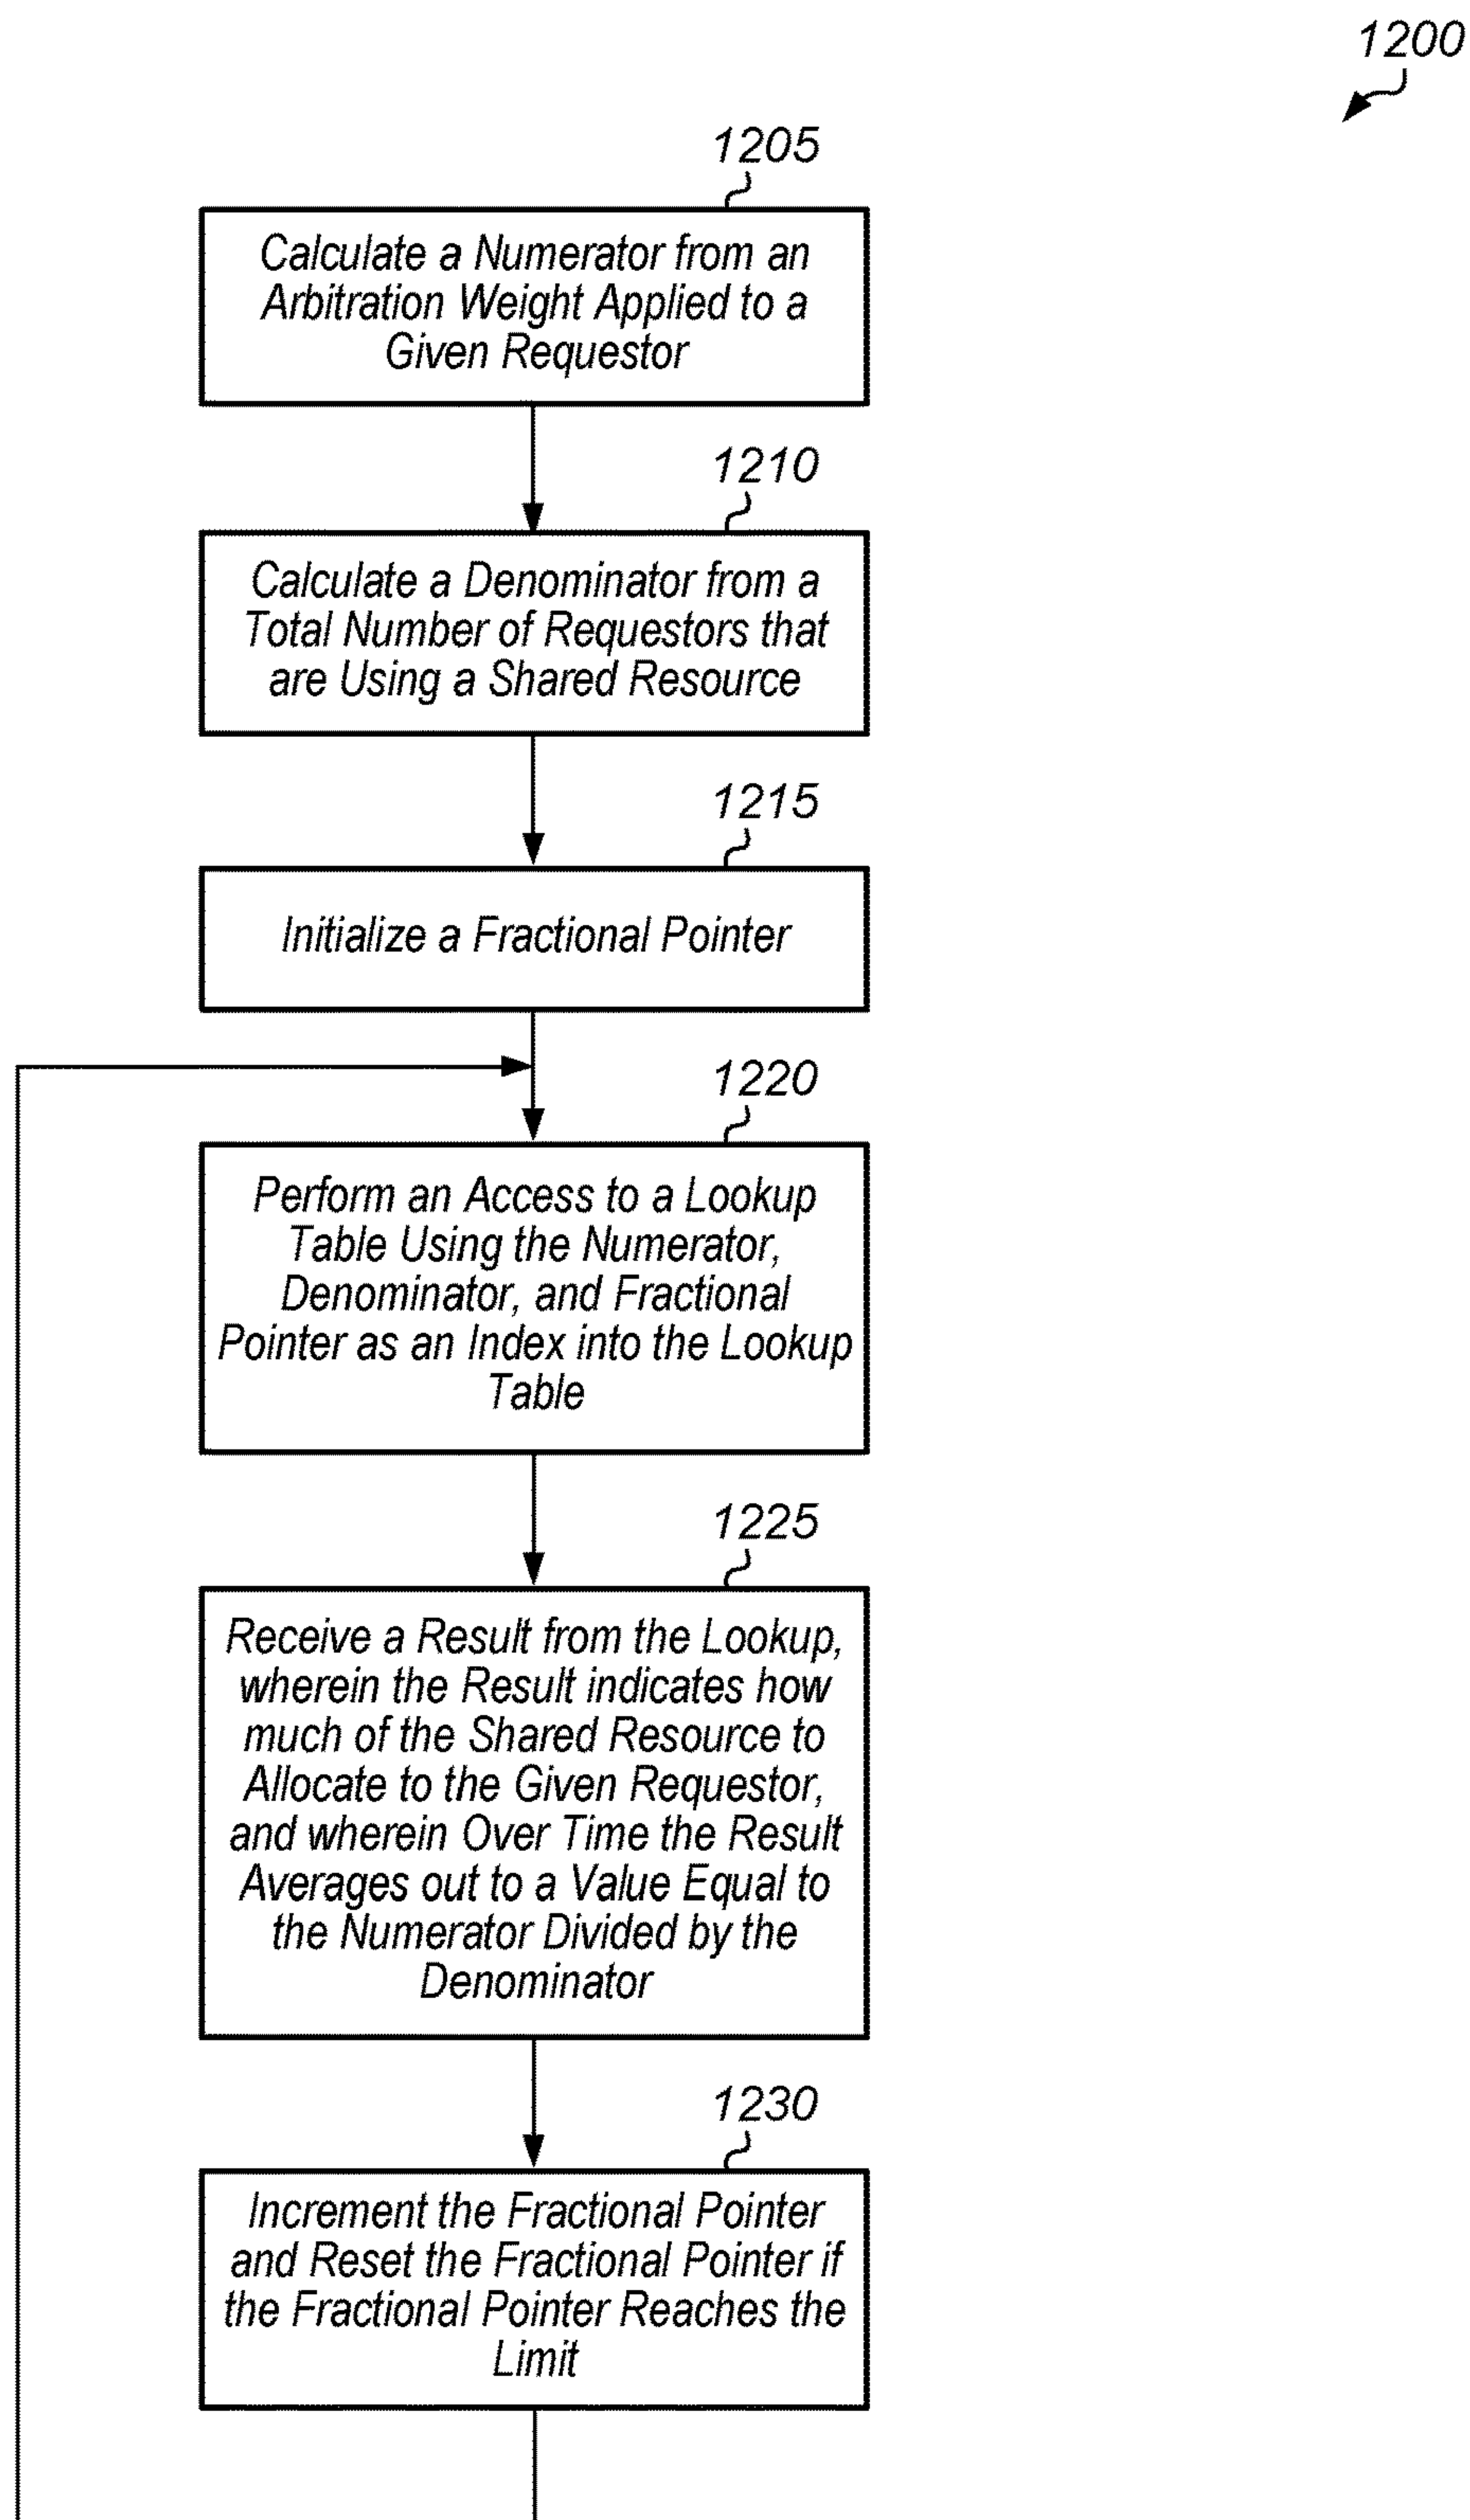 1200
1205
Calculate a Numerator from an
Arbitration Weight Applied to a
Given Requestor
1210
Calculate a Denominator from a
Total Number of Requestors that
are Using a Shared Resource
1215
Initialize a Fractional Pointer
1220
Perform an Access to a Lookup
Table Using the Numerator,
Denominator, and Fractional
Pointer as an Index into the Lookup
Table
1225
Receive a Result from the Lookup,
wherein the Result indicates how
much of the Shared Resource to
Allocate to the Given Requestor,
and wherein Over Time the Result
Averages out to a Value Equal to
the Numerator Divided by the
Denominator
1230
Increment the Fractional Pointer
and Reset the Fractional Pointer if
the Fractional Pointer Reaches the
Limit